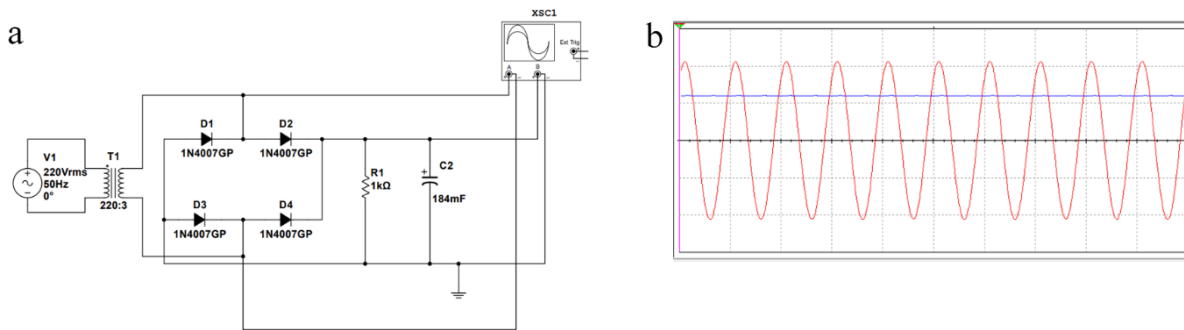 a
XSC1
Ext Trig
A
B
D1
1N4007GP
D2
1N4007GP
V1
220Vrms
50Hz
0°
T1
220:3
R1
1kΩ
C2
184mF
D3
1N4007GP
D4
1N4007GP
b